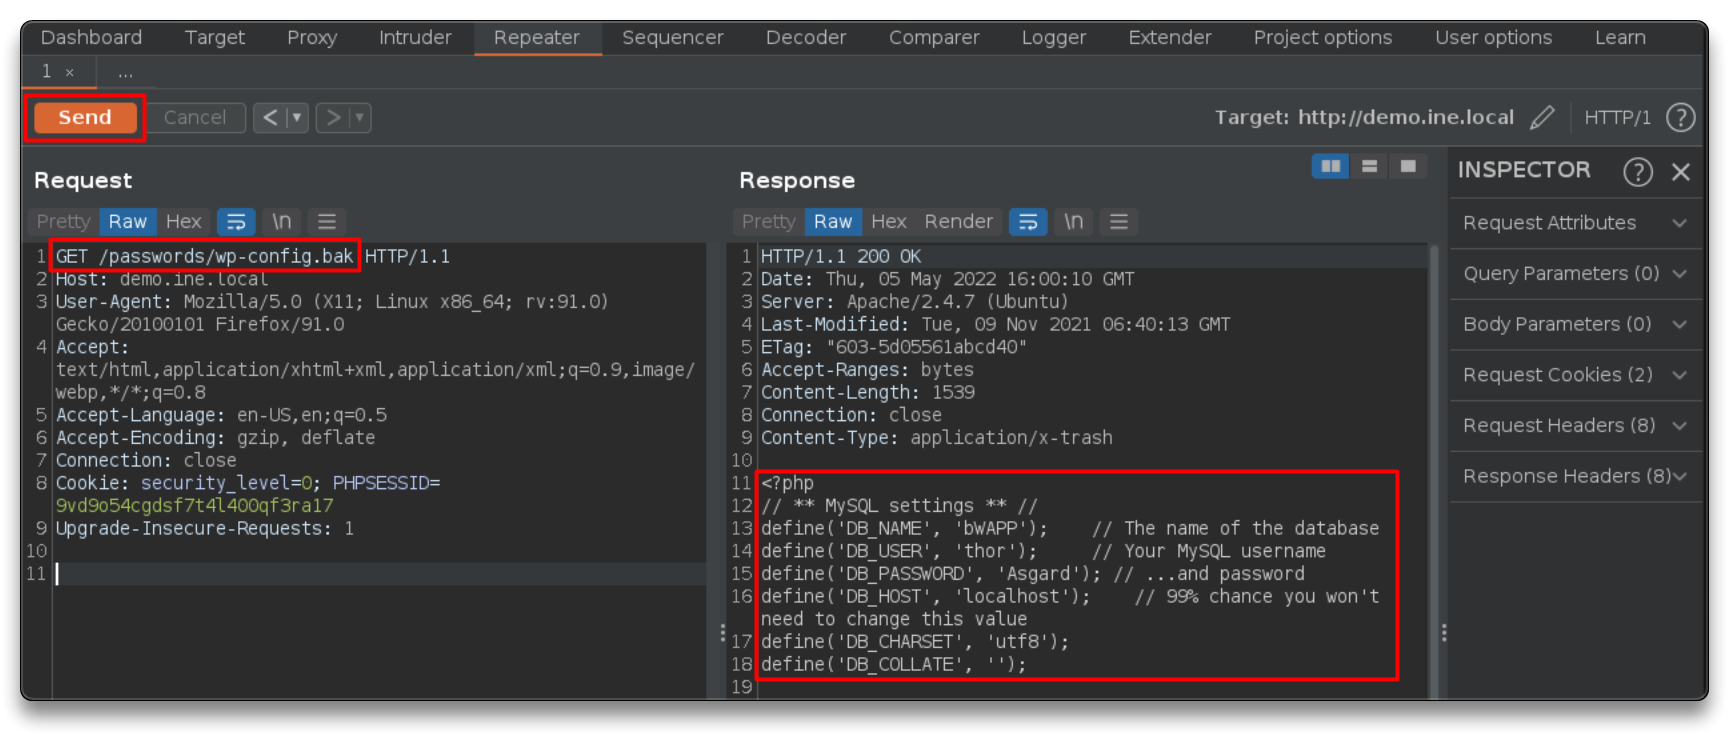 Dashboard Target Proxy Intruder Repeater Sequencer Decoder Comparer Logger Extender Project options User options Learn
1 × ...
Send Cancel < > Target: http://demo.ine.local HTTP/1 ?
Request
Pretty Raw Hex \n
1 GET /passwords/wp-config.bak HTTP/1.1
2 Host: demo.ine.local
3 User-Agent: Mozilla/5.0 (X11; Linux x86_64; rv:91.0)
Gecko/20100101 Firefox/91.0
4 Accept:
text/html,application/xhtml+xml,application/xml;q=0.9,image/
webp,*/*;q=0.8
5 Accept-Language: en-US,en;q=0.5
6 Accept-Encoding: gzip, deflate
7 Connection: close
8 Cookie: security_level=0; PHPSESSID=
9vd9o54cgdsf7t4l400qf3ra17
9 Upgrade-Insecure-Requests: 1
10
11
Response
Pretty Raw Hex Render \n
1 HTTP/1.1 200 OK
2 Date: Thu, 05 May 2022 16:00:10 GMT
3 Server: Apache/2.4.7 (Ubuntu)
4 Last-Modified: Tue, 09 Nov 2021 06:40:13 GMT
5 ETag: "603-5d05561abcd40"
6 Accept-Ranges: bytes
7 Content-Length: 1539
8 Connection: close
9 Content-Type: application/x-trash
10
11 <?php
12 // ** MySQL settings ** //
13 define('DB_NAME', 'bWAPP'); // The name of the database
14 define('DB_USER', 'thor'); // Your MySQL username
15 define('DB_PASSWORD', 'Asgard'); // ...and password
16 define('DB_HOST', 'localhost'); // 99% chance you won't
need to change this value
17 define('DB_CHARSET', 'utf8');
18 define('DB_COLLATE', '');
19
INSPECTOR ?
Request Attributes
Query Parameters (0)
Body Parameters (0)
Request Cookies (2)
Request Headers (8)
Response Headers (8)